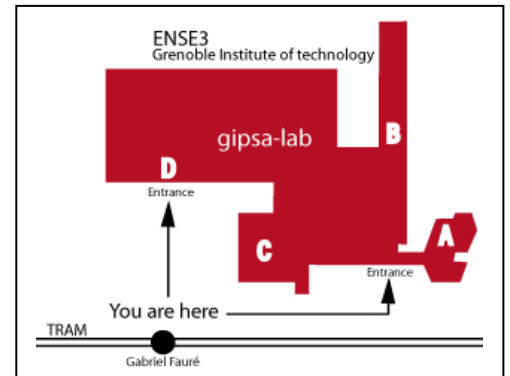 ENSE3
Grenoble Institute of technology
B
gipsa-lab
D
Entrance
A
C
Entrance
You are here
TRAM
Gabriel Fauré